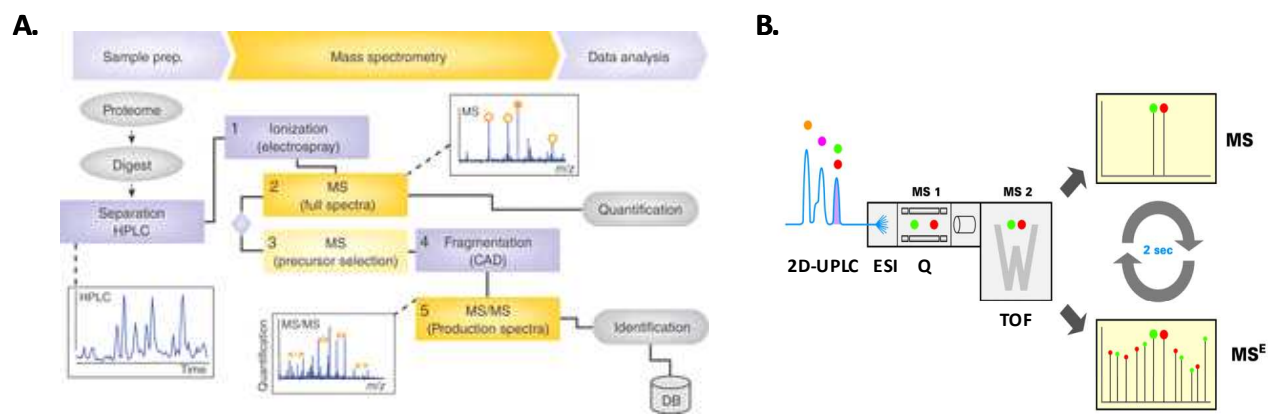 A.
Sample prep.
Mass spectrometry
Data analysis
Proteome
Digest
Separation
HPLC
1
Ionization
(electrospray)
2
MS
(full spectra)
3
MS
(precursor selection)
4
Fragmentation
(CAD)
5
MS/MS
(Production spectra)
MS
m/z
Quantification
Identification
DB
HPLC
Time
MS/MS
Quantification
m/z
B.
2D-UPLC
ESI
MS 1
Q
MS 2
W
TOF
MS
2 sec
MSᴱ